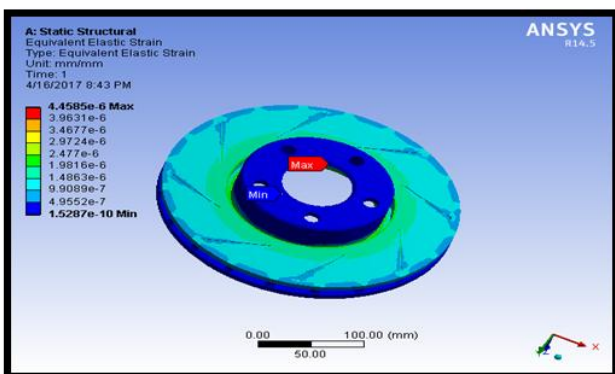 A: Static Structural
Equivalent Elastic Strain
Type: Equivalent Elastic Strain
Unit: mm/mm
Time: 1
4/16/2017 8:43 PM
4.4585e-6 Max
3.9631e-6
3.4677e-6
2.9724e-6
2.477e-6
1.9816e-6
1.4863e-6
9.9089e-7
4.9552e-7
1.5287e-10 Min
ANSYS
R14.5
Max
Min
0.00 100.00 (mm)
50.00
X